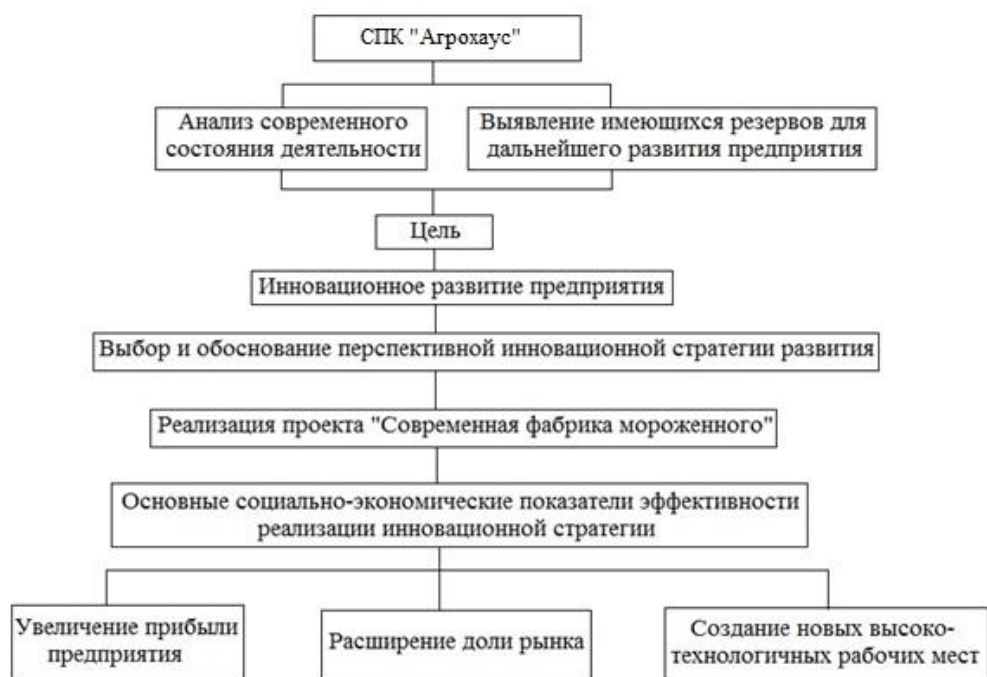 СПК "Агрохаус"
Анализ современного
состояния деятельности
Выявление имеющихся резервов для
дальнейшего развития предприятия
Цель
Инновационное развитие предприятия
Выбор и обоснование перспективной инновационной стратегии развития
Реализация проекта "Современная фабрика мороженного"
Основные социально-экономические показатели эффективности
реализации инновационной стратегии
Увеличение прибыли
предприятия
Расширение доли рынка
Создание новых высоко-
технологичных рабочих мест